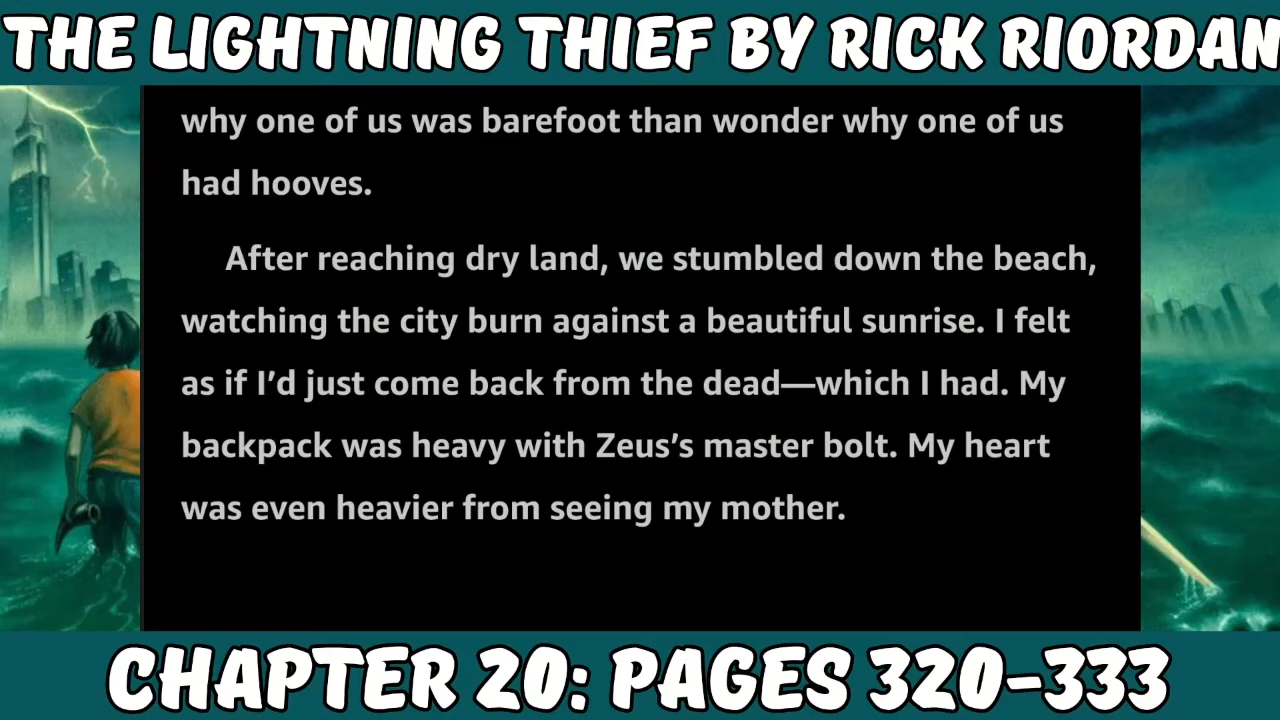 THE LIGHTNING THIEF BY RICK RIORDAN
why one of us was barefoot than wonder why one of us
had hooves.
After reaching dry land, we stumbled down the beach,
watching the city burn against a beautiful sunrise. I felt
as if I’d just come back from the dead—which I had. My
backpack was heavy with Zeus’s master bolt. My heart
was even heavier from seeing my mother.
CHAPTER 20: PAGES 320-333